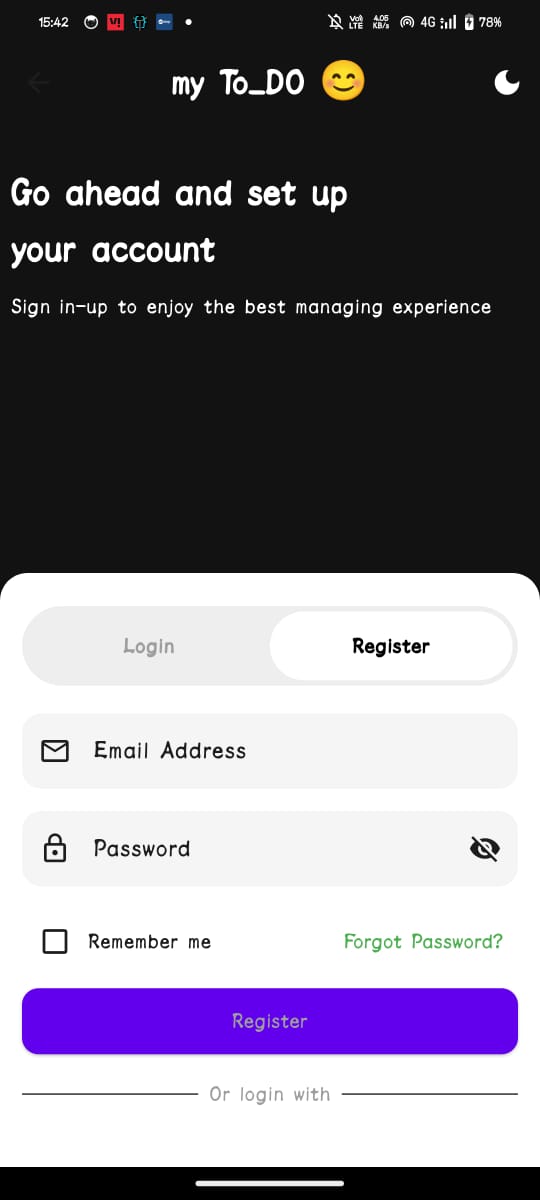 15:42 V! Vo)) LTE 4.05 KB/s 4G 78%
my To_DO 😊
Go ahead and set up
your account
Sign in-up to enjoy the best managing experience
Login Register
Email Address
Password
Remember me Forgot Password?
Register
Or login with